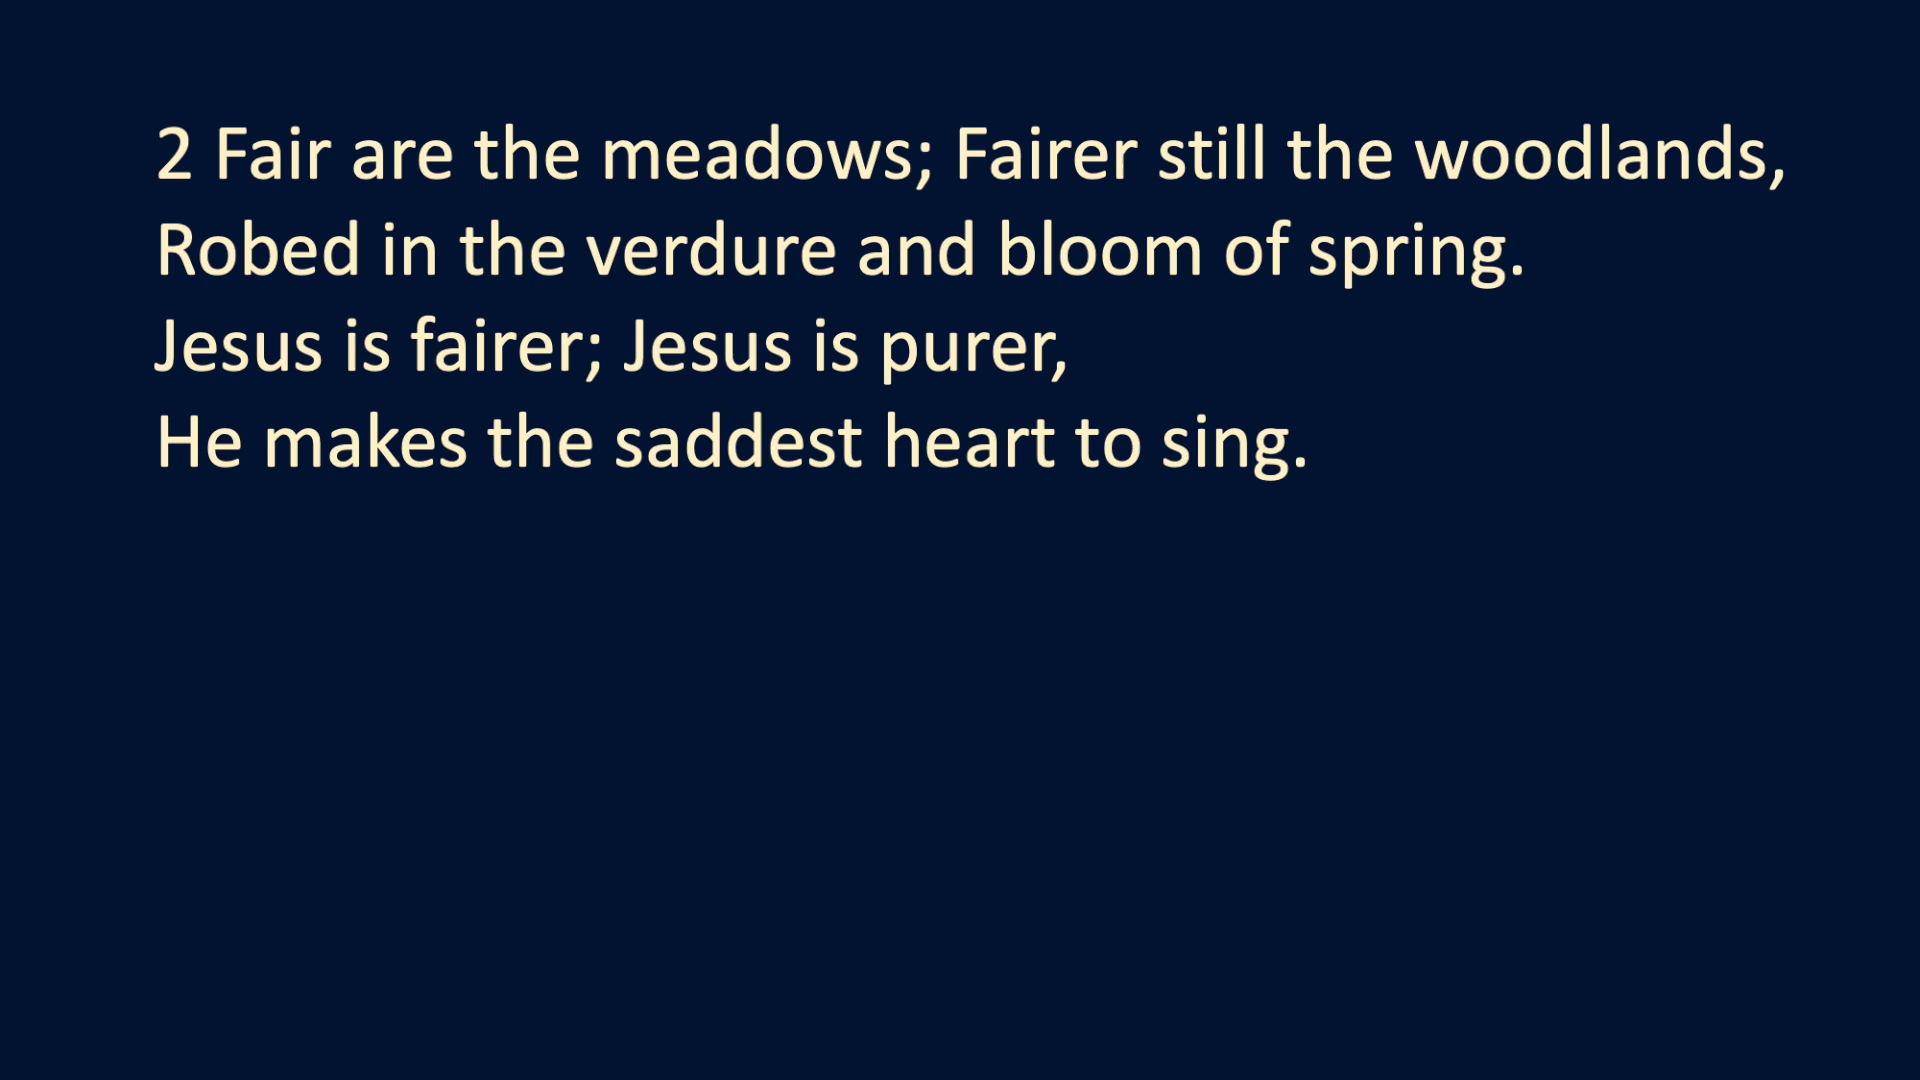 2 Fair are the meadows; Fairer still the woodlands,
Robed in the verdure and bloom of spring.
Jesus is fairer; Jesus is purer,
He makes the saddest heart to sing.